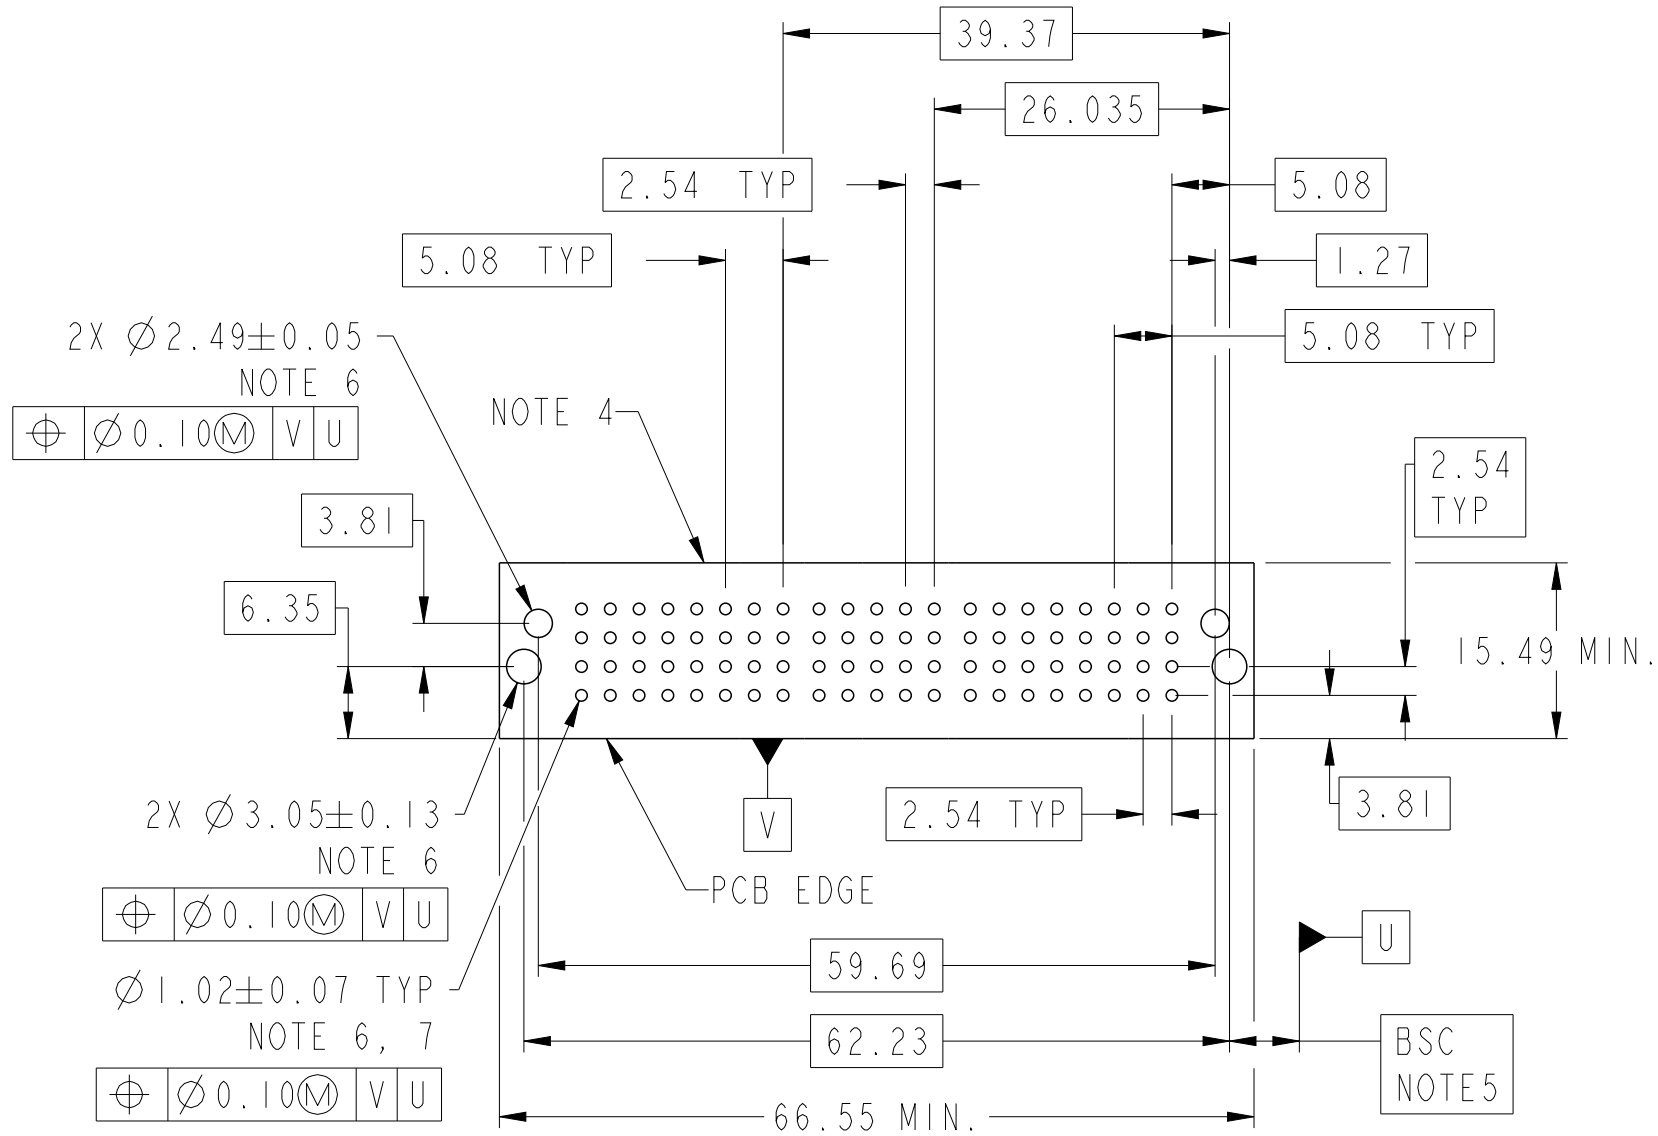 39.37
26.035
2.54 TYP
5.08
5.08 TYP
1.27
2X Ø2.49±0.05
NOTE 6
5.08 TYP
⌖ Ø0.10Ⓜ V U
NOTE 4
2.54
TYP
3.81
6.35
15.49 MIN.
2X Ø3.05±0.13
NOTE 6
⌖ Ø0.10Ⓜ V U
V
2.54 TYP
3.81
PCB EDGE
U
59.69
Ø1.02±0.07 TYP
NOTE 6, 7
⌖ Ø0.10Ⓜ V U
62.23
BSC
NOTE5
66.55 MIN.